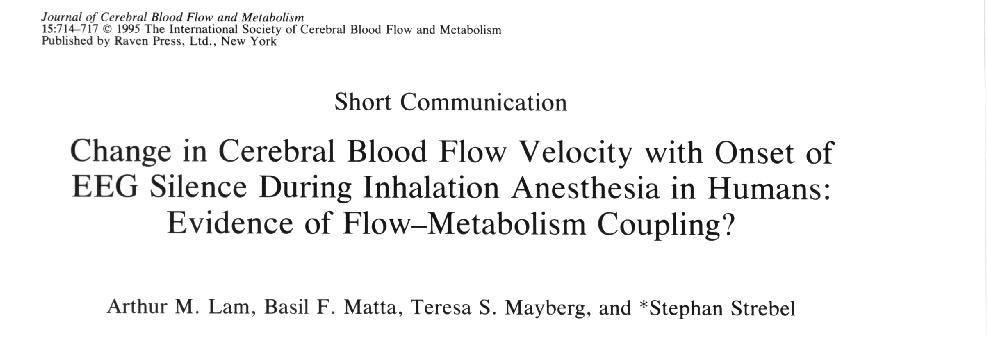 Journal of Cerebral Blood Flow and Metabolism
15:714–717 © 1995 The International Society of Cerebral Blood Flow and Metabolism
Published by Raven Press, Ltd., New York
Short Communication
Change in Cerebral Blood Flow Velocity with Onset of
EEG Silence During Inhalation Anesthesia in Humans:
Evidence of Flow–Metabolism Coupling?
Arthur M. Lam, Basil F. Matta, Teresa S. Mayberg, and *Stephan Strebel